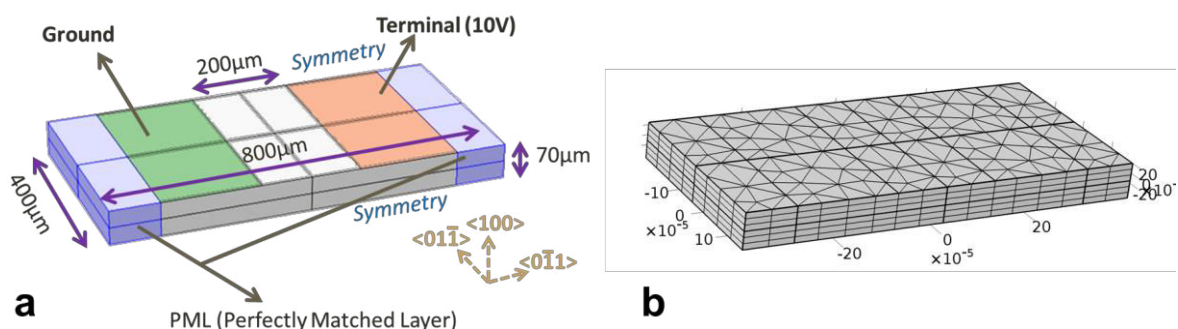 Ground
Terminal (10V)
Symmetry
200µm
800µm
70µm
400µm
Symmetry
<100>
<011̅>
<01̅1>
PML (Perfectly Matched Layer)
a
-10
0
10
×10⁻⁵
-20
0
20
×10⁻⁵
20
0
-20
b